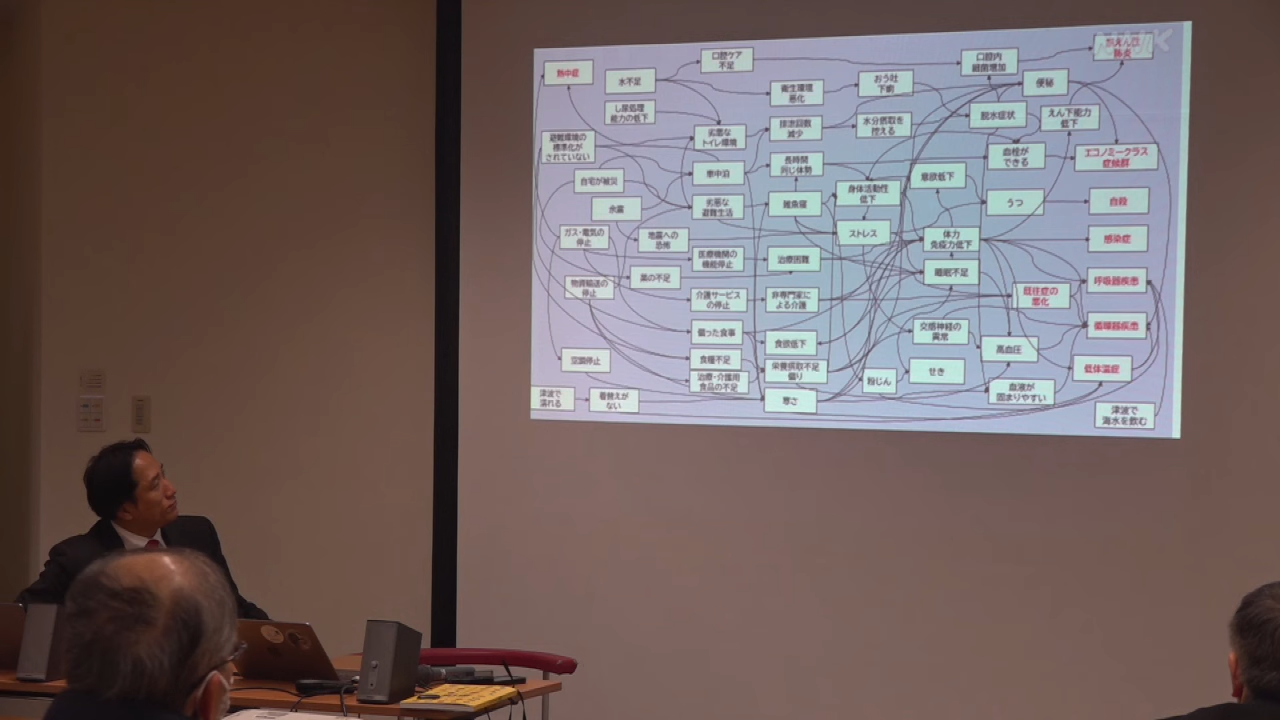 NHK
熱中症
水不足
口腔ケア
不足
口腔内
細菌増加
肺炎
し尿処理
能力の低下
衛生環境
悪化
おう吐
下痢
便秘
避難環境の
標準化が
されていない
劣悪な
トイレ環境
排泄回数
減少
水分摂取を
控える
脱水症状
えん下能力
低下
自宅が被災
車中泊
長時間
同じ体勢
血栓が
できる
エコノミークラス
症候群
余震
劣悪な
避難生活
雑魚寝
身体活動性
低下
意欲低下
うつ
自殺
ガス・電気の
停止
地震への
恐怖
ストレス
体力
免疫力低下
感染症
医療機関の
機能停止
治療困難
睡眠不足
物資輸送の
停止
薬の不足
介護サービス
の停止
非専門家に
よる介護
既往症の
悪化
呼吸器疾患
偏った食事
食欲低下
交感神経の
異常
高血圧
循環器疾患
空調停止
食糧不足
栄養摂取不足
偏り
せき
低体温症
治療・介護用
食品の不足
粉じん
血液が
固まりやすい
津波で
濡れる
着替えが
ない
寒さ
津波で
海水を飲む